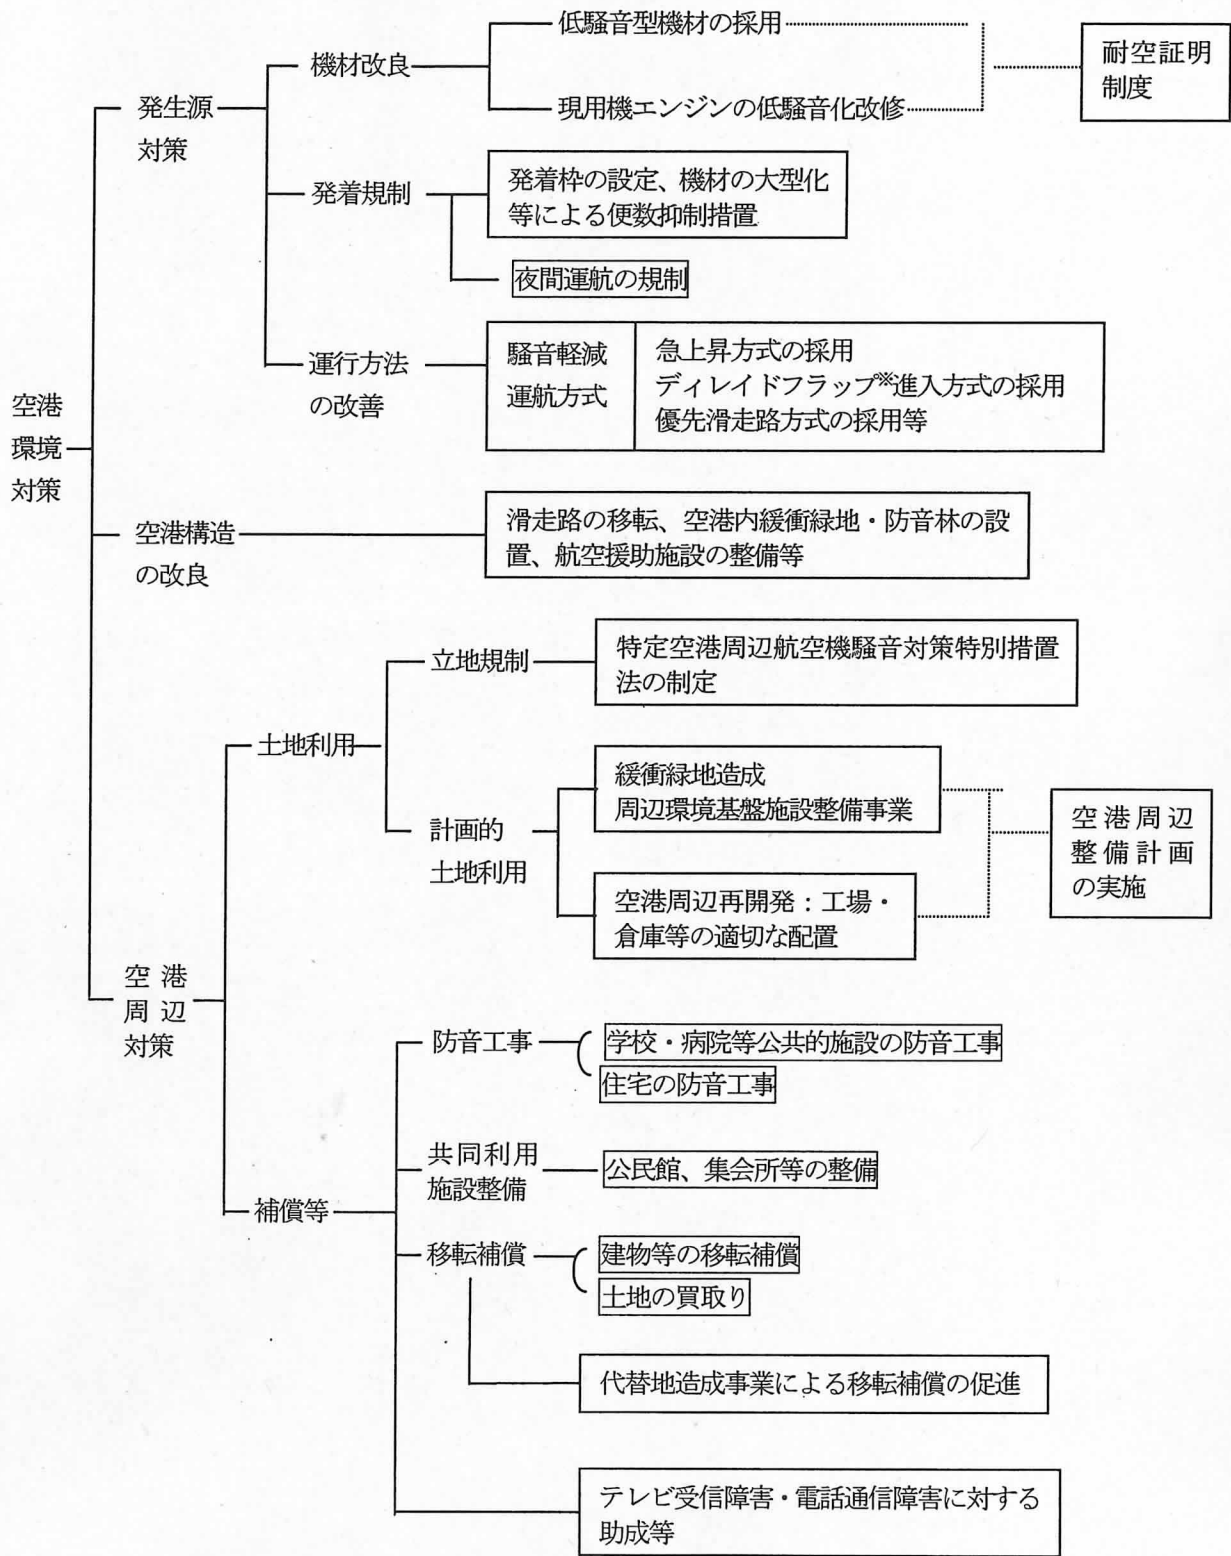 空港
環境
対策
発生源
対策
機材改良
低騒音型機材の採用
現用機エンジンの低騒音化改修
耐空証明
制度
発着規制
発着枠の設定、機材の大型化
等による便数抑制措置
夜間運航の規制
運行方法
の改善
騒音軽減
運航方式
急上昇方式の採用
ディレイドフラップ※進入方式の採用
優先滑走路方式の採用等
空港構造
の改良
滑走路の移転、空港内緩衝緑地・防音林の設
置、航空援助施設の整備等
空港
周辺
対策
土地利用
立地規制
特定空港周辺航空機騒音対策特別措置
法の制定
計画的
土地利用
緩衝緑地造成
周辺環境基盤施設整備事業
空港周辺再開発：工場・
倉庫等の適切な配置
空港周辺
整備計画
の実施
補償等
防音工事
学校・病院等公共的施設の防音工事
住宅の防音工事
共同利用
施設整備
公民館、集会所等の整備
移転補償
建物等の移転補償
土地の買取り
代替地造成事業による移転補償の促進
テレビ受信障害・電話通信障害に対する
助成等